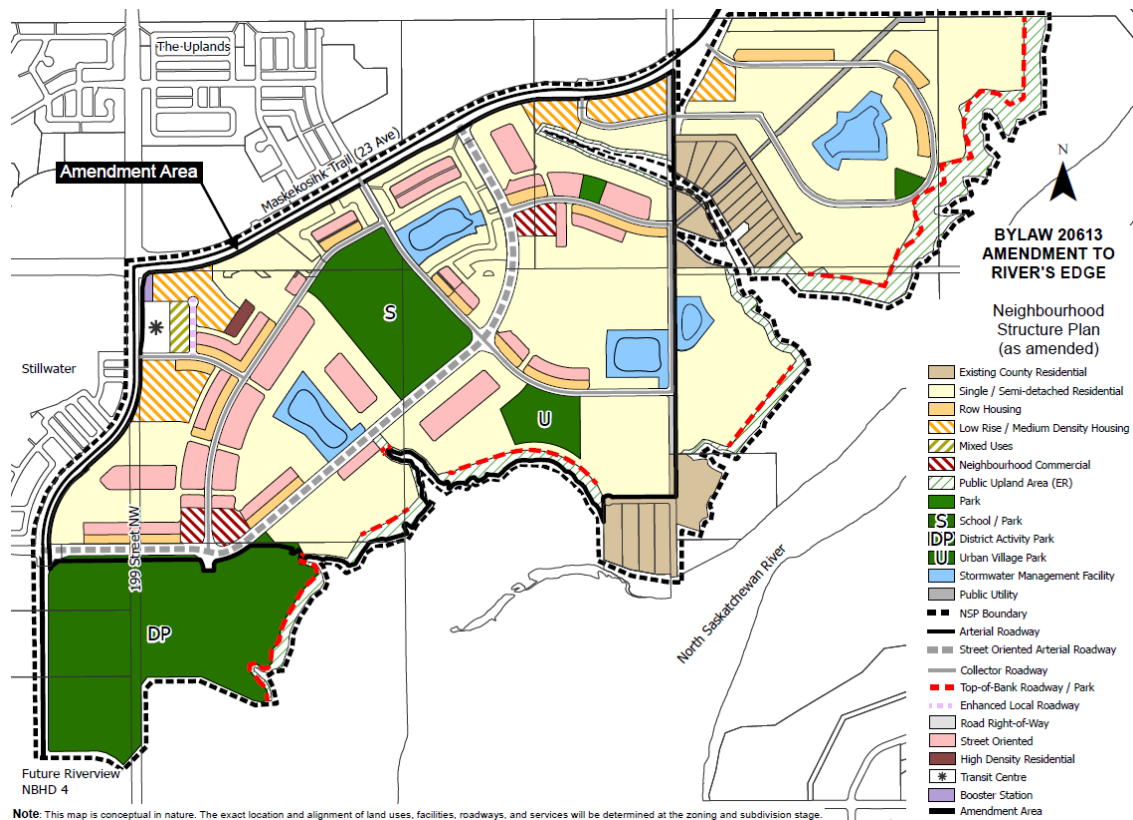 The Uplands
Maskekosihk Trail (23 Ave)
Amendment Area
N
BYLAW 20613
AMENDMENT TO
RIVER'S EDGE
Neighbourhood
Structure Plan
(as amended)
S
Stillwater
U
199 Street NW
DP
North Saskatchewan River
Future Riverview
NBHD 4
Existing County Residential
Single / Semi-detached Residential
Row Housing
Low Rise / Medium Density Housing
Mixed Uses
Neighbourhood Commercial
Public Upland Area (ER)
Park
S School / Park
DP District Activity Park
U Urban Village Park
Stormwater Management Facility
Public Utility
NSP Boundary
Arterial Roadway
Street Oriented Arterial Roadway
Collector Roadway
Top-of-Bank Roadway / Park
Enhanced Local Roadway
Road Right-of-Way
Street Oriented
High Density Residential
Transit Centre
Booster Station
Amendment Area
Note: This map is conceptual in nature. The exact location and alignment of land uses, facilities, roadways, and services will be determined at the zoning and subdivision stage.